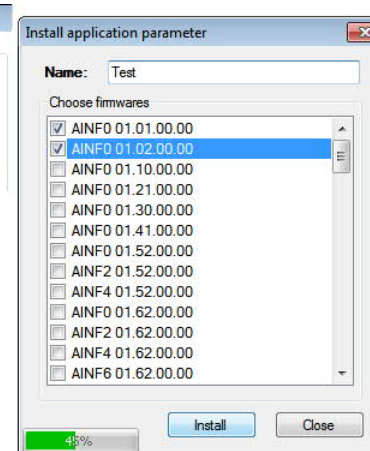 Install application parameter
Name: Test
Choose firmwares
AINF0 01.01.00.00
AINF0 01.02.00.00
AINF0 01.10.00.00
AINF0 01.21.00.00
AINF0 01.30.00.00
AINF0 01.41.00.00
AINF0 01.52.00.00
AINF2 01.52.00.00
AINF4 01.52.00.00
AINF0 01.62.00.00
AINF2 01.62.00.00
AINF4 01.62.00.00
AINF6 01.62.00.00
Install Close
45%